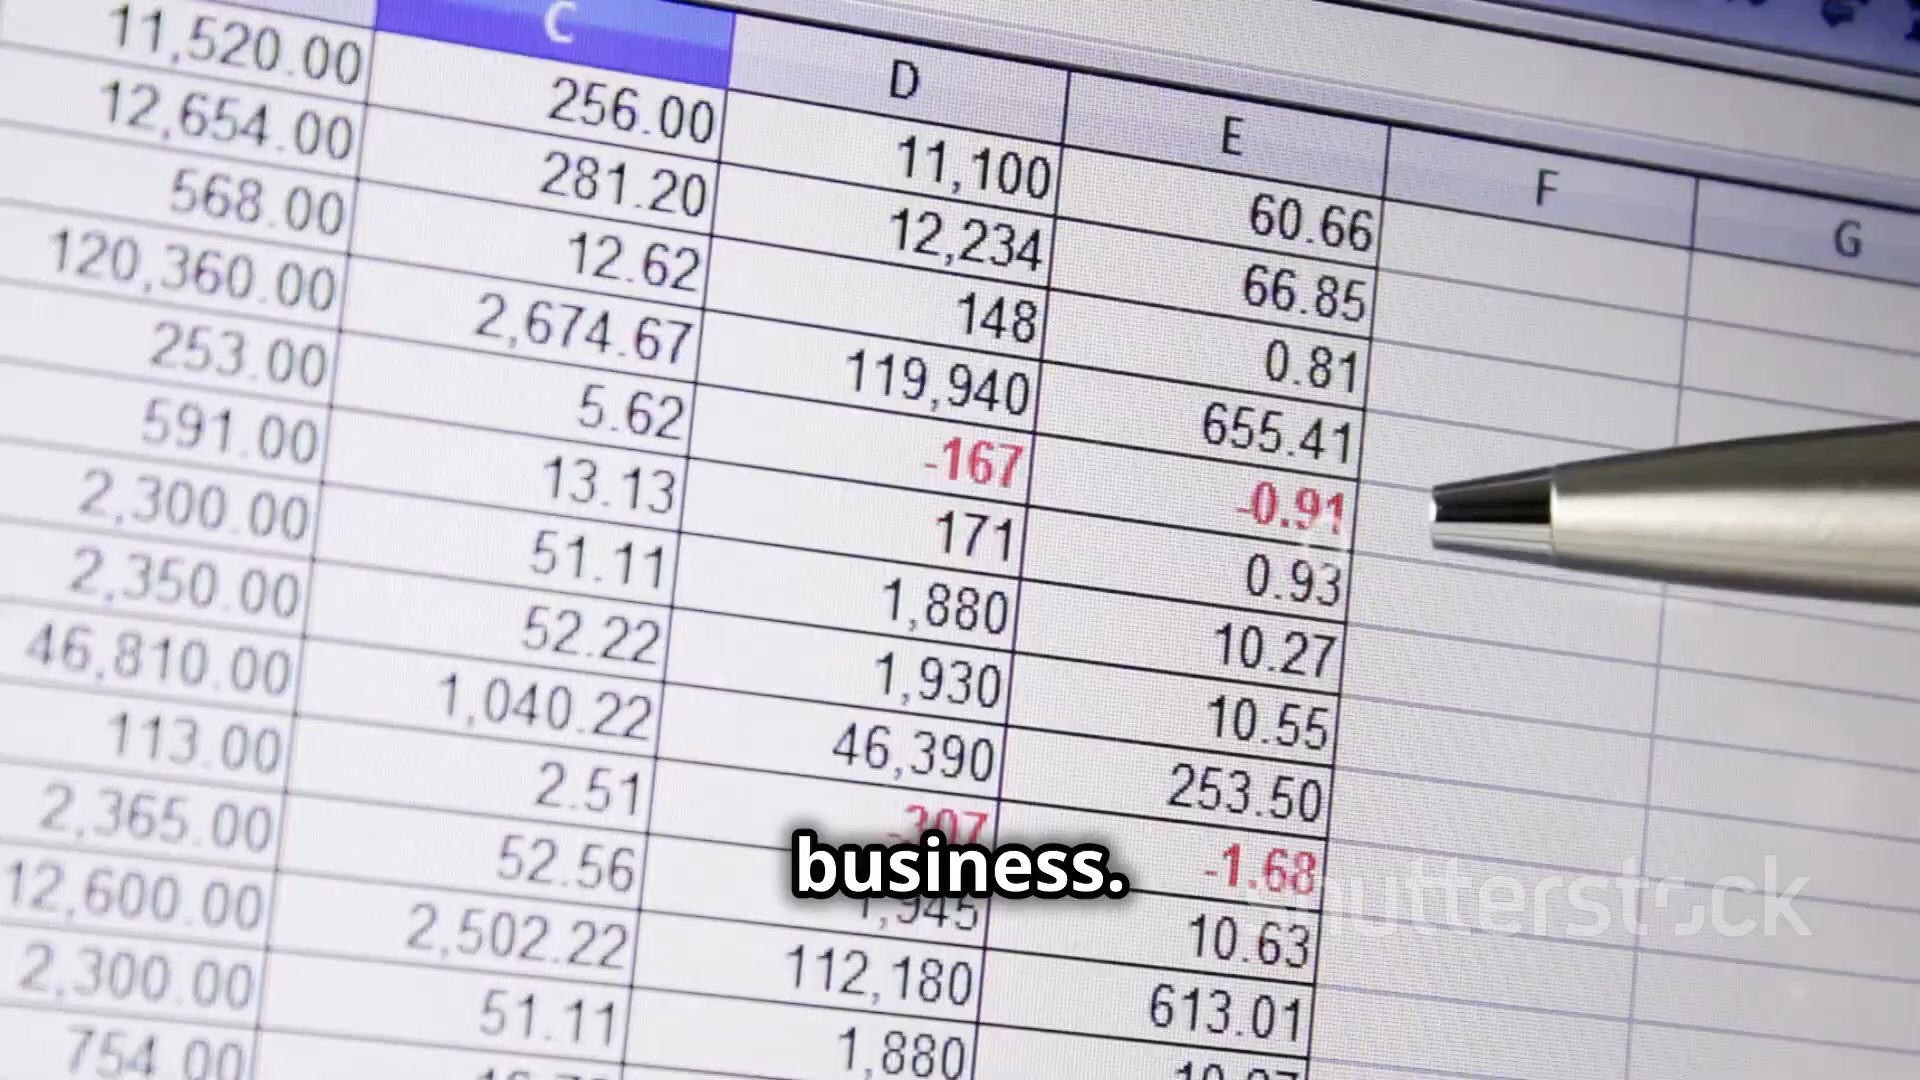 C D E F G
11,520.00 256.00 11,100 60.66
12,654.00 281.20 12,234 66.85
568.00 12.62 148 0.81
120,360.00 2,674.67 119,940 655.41
253.00 5.62 -167 -0.91
591.00 13.13 171 0.93
2,300.00 51.11 1,880 10.27
2,350.00 52.22 1,930 10.55
46,810.00 1,040.22 46,390 253.50
113.00 2.51 -307 -1.68
2,365.00 52.56 1,945 10.63
12,600.00 2,502.22 112,180 613.01
2,300.00 51.11 1,880
754.00
business.
shutterstock